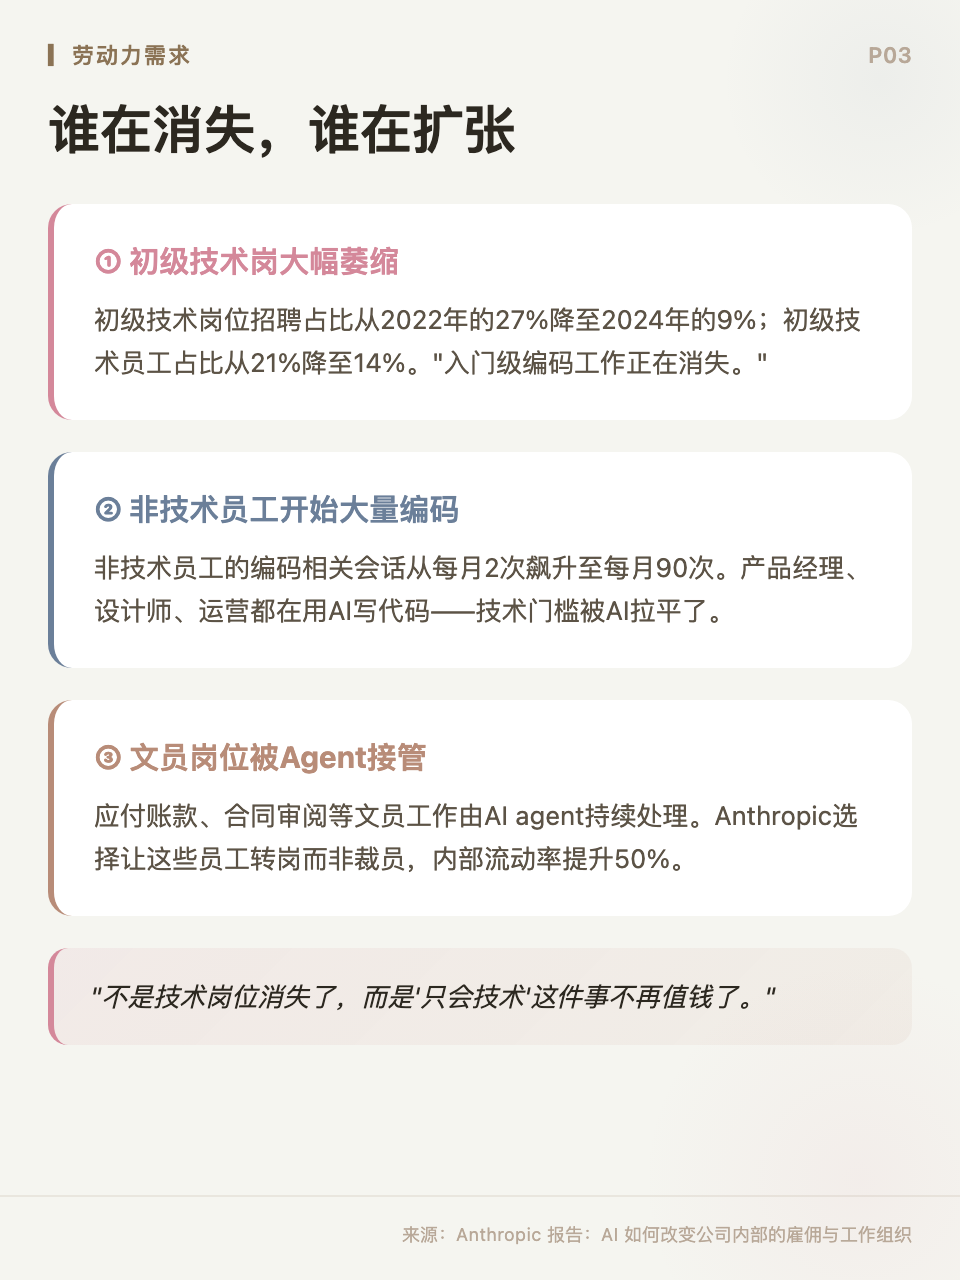 劳动力需求
P03
谁在消失，谁在扩张
① 初级技术岗大幅萎缩
初级技术岗位招聘占比从2022年的27%降至2024年的9%；初级技
术员工占比从21%降至14%。"入门级编码工作正在消失。"
② 非技术员工开始大量编码
非技术员工的编码相关会话从每月2次飙升至每月90次。产品经理、
设计师、运营都在用AI写代码——技术门槛被AI拉平了。
③ 文员岗位被Agent接管
应付账款、合同审阅等文员工作由AI agent持续处理。Anthropic选
择让这些员工转岗而非裁员，内部流动率提升50%。
"不是技术岗位消失了，而是'只会技术'这件事不再值钱了。"
来源：Anthropic 报告：AI 如何改变公司内部的雇佣与工作组织